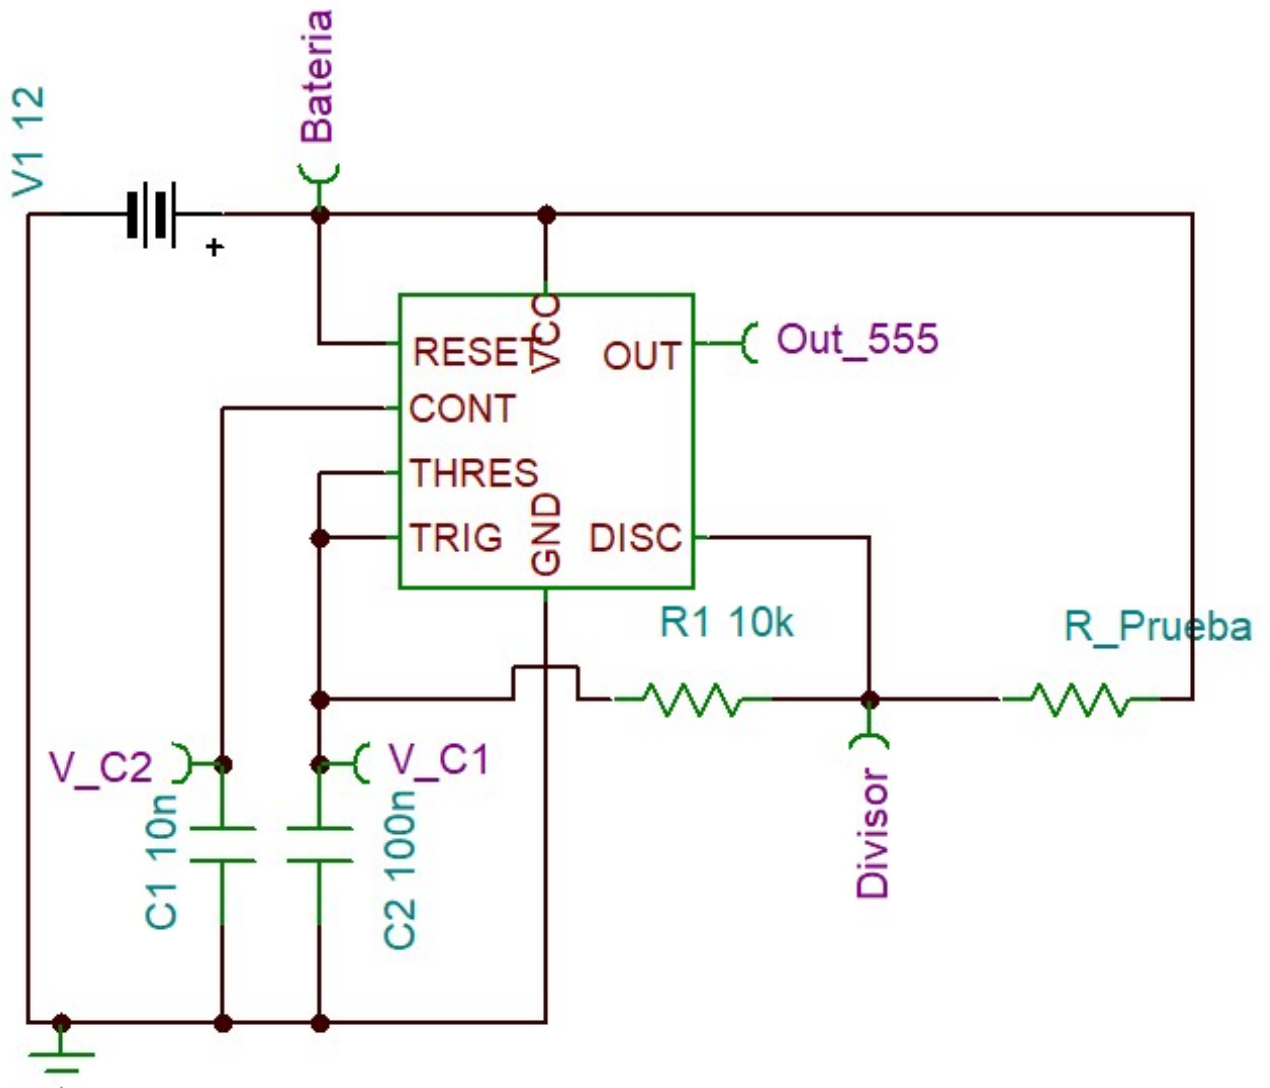 Bateria
V1 12
+
RESET
VCO
OUT
Out_555
CONT
THRES
TRIG
GND
DISC
R1 10k
R_Prueba
V_C2
V_C1
C1 10n
C2 100n
Divisor